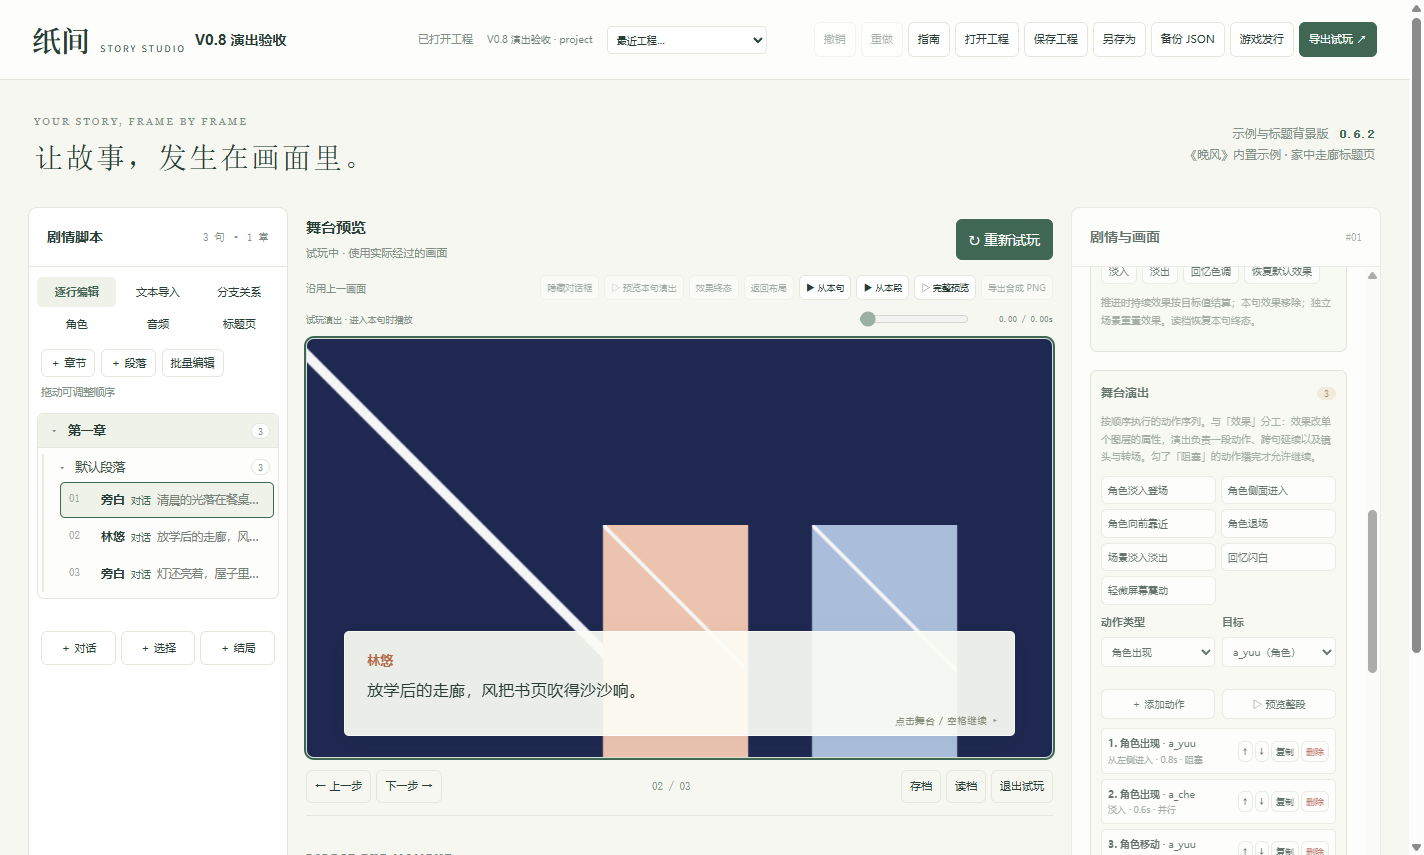 纸间 STORY STUDIO V0.8 演出验收 已打开工程 V0.8 演出验收 · project 最近工程... 撤销 重做 指南 打开工程 保存工程 另存为 备份 JSON 游戏发行 导出试玩 ↗
YOUR STORY, FRAME BY FRAME
让故事，发生在画面里。
示例与标题背景版 0.6.2
《晚风》内置示例 · 家中走廊标题页
剧情脚本 3 句 · 1 章
逐行编辑 文本导入 分支关系
角色 音频 标题页
+ 章节 + 段落 批量编辑
拖动可调整顺序
第一章 3
默认段落 3
01 旁白 对话 清晨的光落在餐桌...
02 林悠 对话 放学后的走廊，风...
03 旁白 对话 灯还亮着，屋子里...
+ 对话 + 选择 + 结局
舞台预览
试玩中 · 使用实际经过的画面
↻ 重新试玩
沿用上一画面 隐藏对话框 ▷ 预览本句演出 效果终态 返回布局 ▶ 从本句 ▶ 从本段 ▷ 完整预览 导出合成 PNG
试玩演出 · 进入本句时播放 0.00 / 0.00s
林悠
放学后的走廊，风把书页吹得沙沙响。
点击舞台 / 空格继续
← 上一步 下一步 → 02 / 03 存档 读档 退出试玩
剧情与画面 #01
淡入 淡出 回忆色调 恢复默认效果
推进时持续效果按目标值结算；本句效果移除；独立
场景重置效果。读档恢复本句终态。
舞台演出 3
按顺序执行的动作序列。与「效果」分工：效果改单
个图层的属性，演出负责一段动作、跨句延续以及镜
头与转场。勾了「阻塞」的动作播完才允许继续。
角色淡入登场 角色侧面进入
角色向前靠近 角色退场
场景淡入淡出 回忆闪白
轻微屏幕震动
动作类型 目标
角色出现 a_yuu（角色）
+ 添加动作 ▷ 预览整段
1. 角色出现 · a_yuu ↑ ↓ 复制 删除
从左侧进入 · 0.8s · 阻塞
2. 角色出现 · a_che ↑ ↓ 复制 删除
淡入 · 0.6s · 并行
3. 角色移动 · a_yuu ↑ ↓ 复制 删除